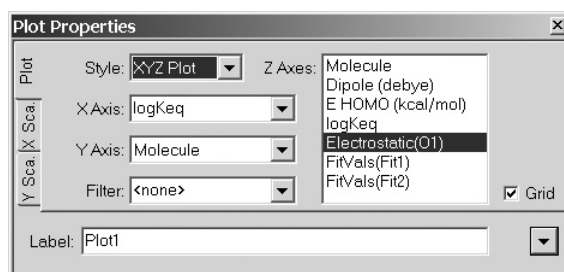 Plot Properties
Plot
X Sca.
Y Sca.
Style: XYZ Plot
X Axis: logKeq
Y Axis: Molecule
Filter: <none>
Z Axes:
Molecule
Dipole (debye)
E HOMO (kcal/mol)
logKeq
Electrostatic(O1)
FitVals(Fit1)
FitVals(Fit2)
Grid
Label: Plot1